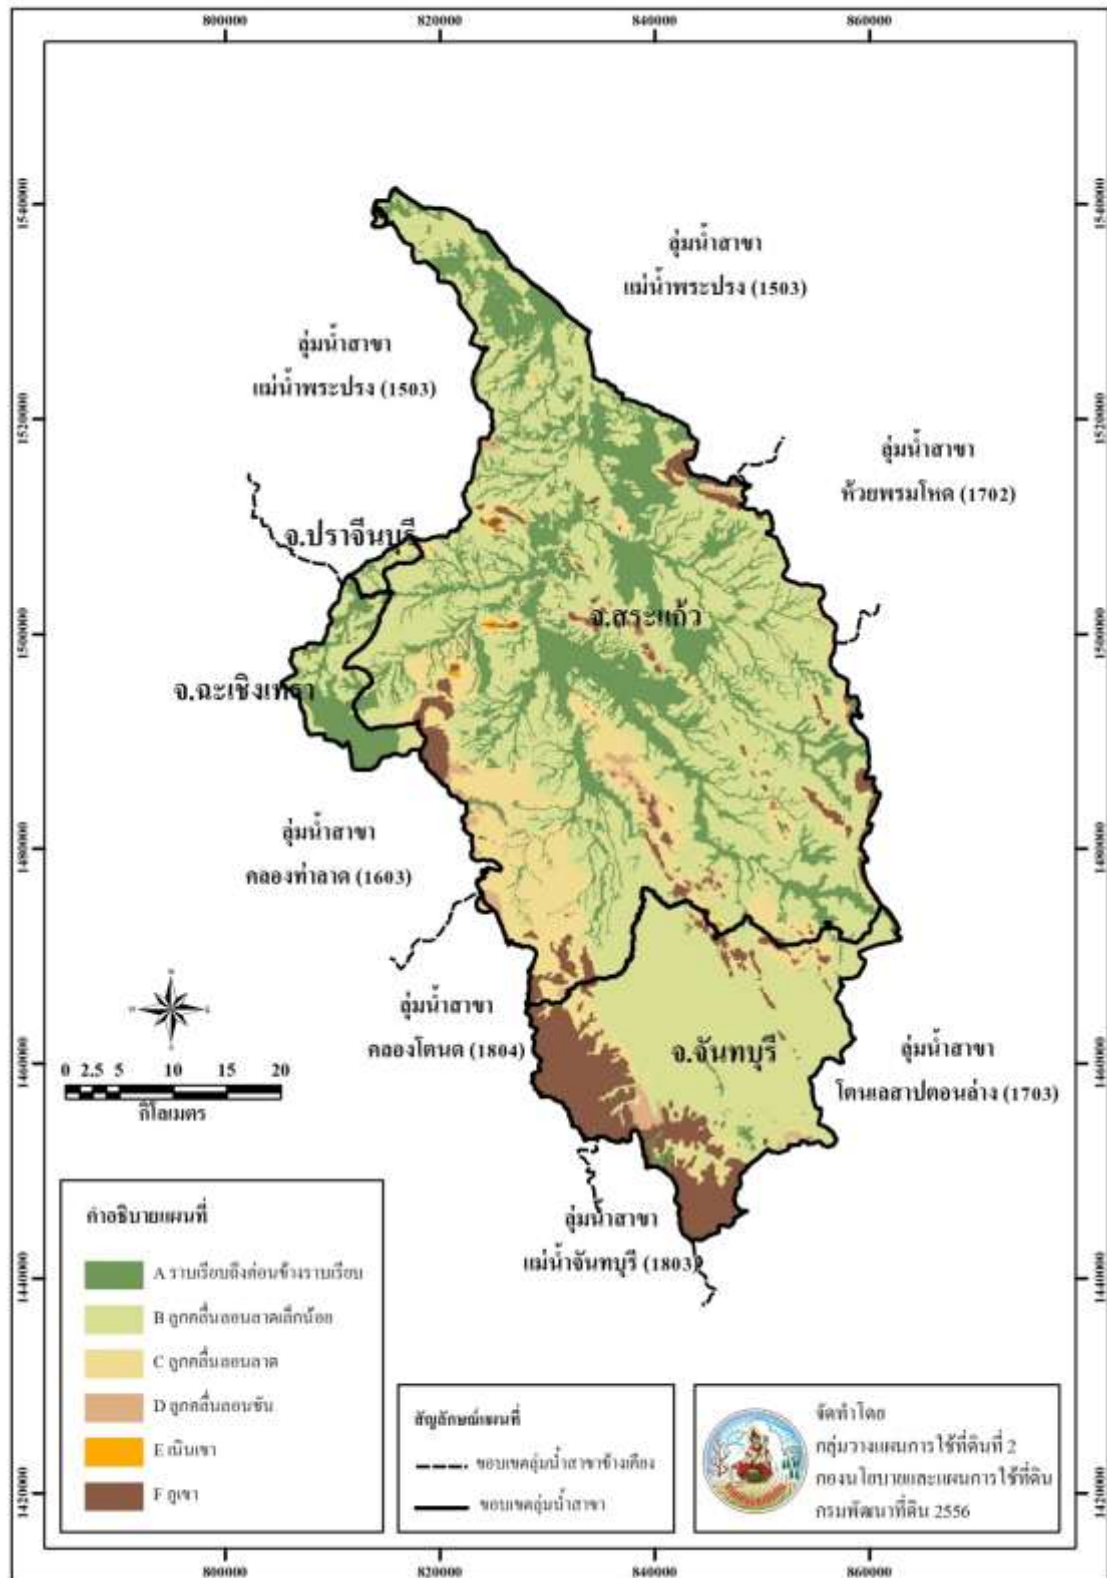 800000 820000 840000 860000
1540000 1540000
ลุ่มน้ำสาขา
แม่น้ำพระปรง (1503)
ลุ่มน้ำสาขา
แม่น้ำพระปรง (1503)
1520000 1520000
ลุ่มน้ำสาขา
ห้วยพรมโหด (1702)
จ.ปราจีนบุรี
จ.สระแก้ว
1500000 1500000
จ.ฉะเชิงเทรา
ลุ่มน้ำสาขา
คลองท่าลาด (1603)
1480000 1480000
ลุ่มน้ำสาขา
คลองโตนด (1804)
จ.จันทบุรี
ลุ่มน้ำสาขา
โตนเลสาปตอนล่าง (1703)
1460000 1460000
0 2.5 5 10 15 20
กิโลเมตร
ลุ่มน้ำสาขา
แม่น้ำจันทบุรี (1803)
1440000 1440000
คำอธิบายแผนที่
A ราบเรียบถึงค่อนข้างราบเรียบ
B ลูกคลื่นลอนลาดเล็กน้อย
C ลูกคลื่นลอนลาด
D ลูกคลื่นลอนชัน
E เนินเขา
F ภูเขา
สัญลักษณ์แผนที่
ขอบเขตลุ่มน้ำสาขาข้างเคียง
ขอบเขตลุ่มน้ำสาขา
จัดทำโดย
กลุ่มวางแผนการใช้ที่ดินที่ 2
กองนโยบายและแผนการใช้ที่ดิน
กรมพัฒนาที่ดิน 2556
1420000 1420000
800000 820000 840000 860000